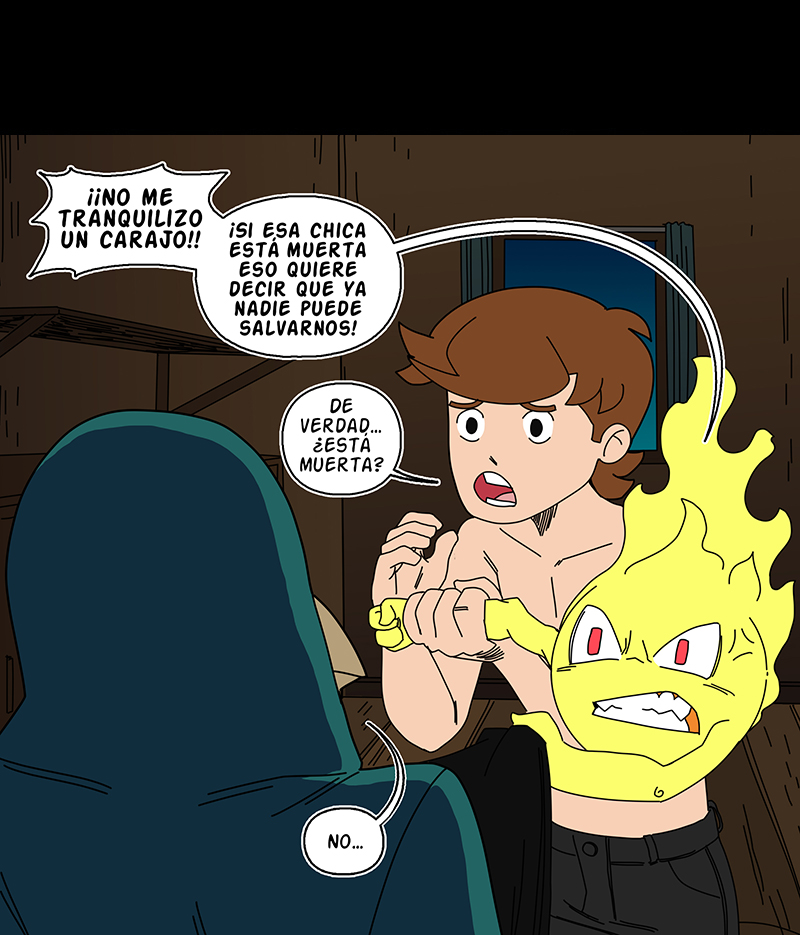 ¡¡NO ME
TRANQUILIZO
UN CARAJO!!
¡SI ESA CHICA
ESTÁ MUERTA
ESO QUIERE
DECIR QUE YA
NADIE PUEDE
SALVARNOS!
DE
VERDAD...
¿ESTÁ
MUERTA?
NO...